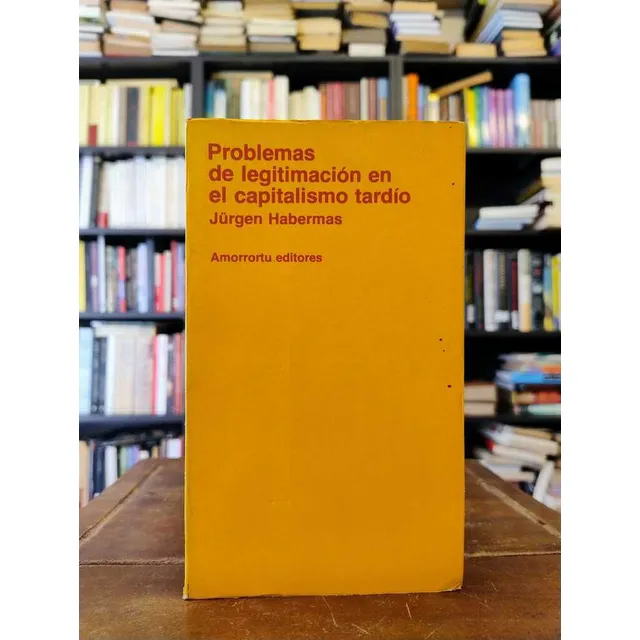 Problemas
de legitimación en
el capitalismo tardío
Jürgen Habermas
Amorrortu editores